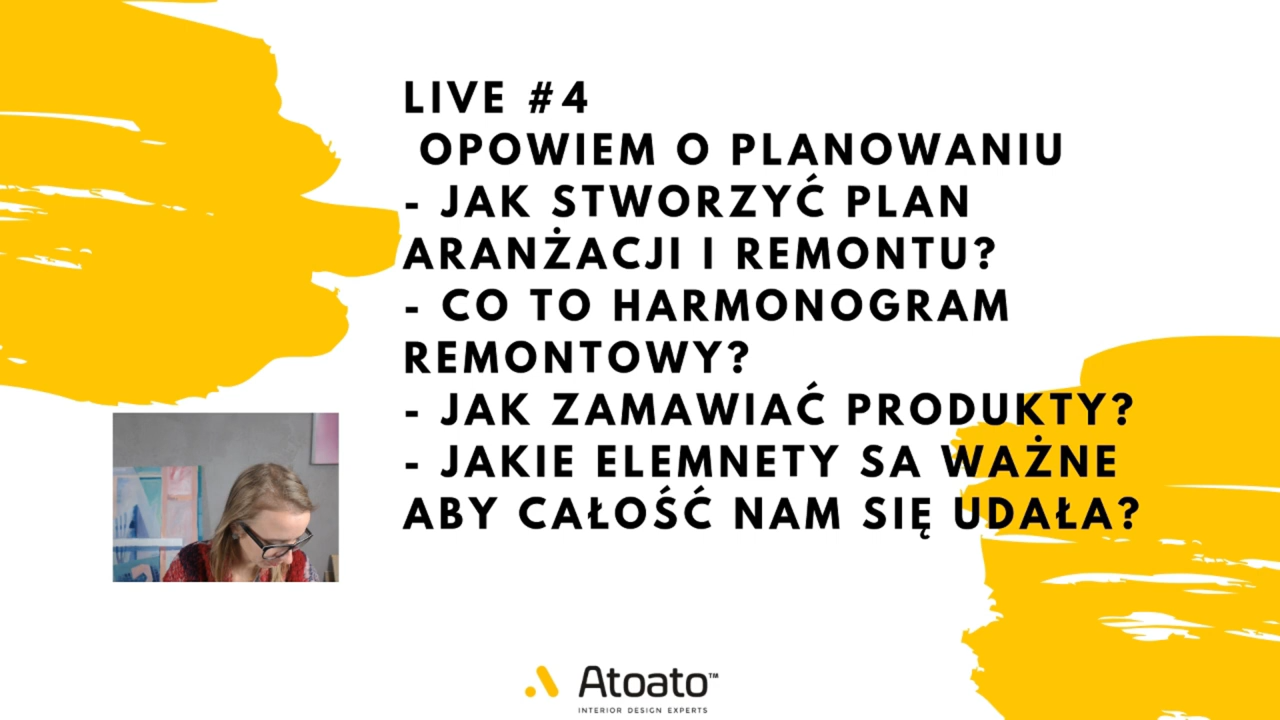 LIVE #4
OPOWIEM O PLANOWANIU
- JAK STWORZYĆ PLAN
ARANŻACJI I REMONTU?
- CO TO HARMONOGRAM
REMONTOWY?
- JAK ZAMAWIAĆ PRODUKTY?
- JAKIE ELEMNETY SA WAŻNE
ABY CAŁOŚĆ NAM SIĘ UDAŁA?
Atoato™
INTERIOR DESIGN EXPERTS